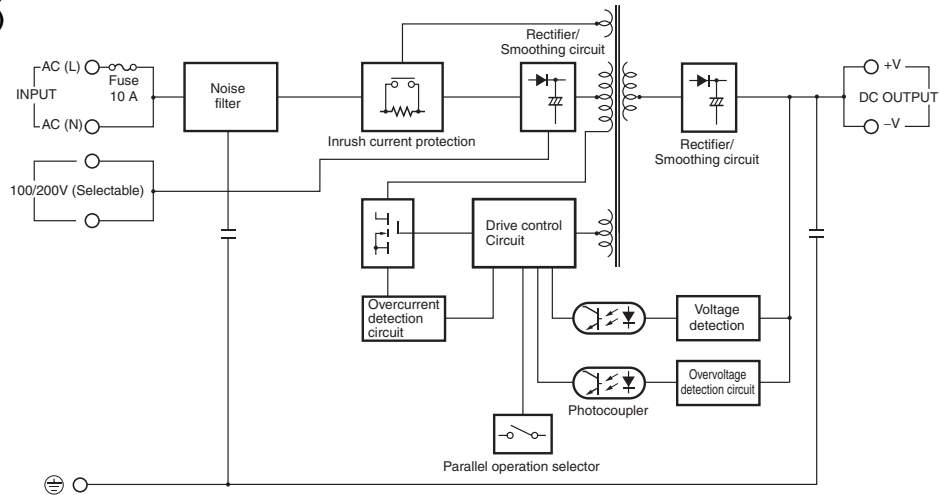 )
AC (L)
Fuse
10 A
INPUT
AC (N)
100/200V (Selectable)
Noise
filter
Inrush current protection
Rectifier/
Smoothing circuit
Rectifier/
Smoothing circuit
+V
DC OUTPUT
–V
Drive control
Circuit
Overcurrent
detection
circuit
Voltage
detection
Overvoltage
detection circuit
Photocoupler
Parallel operation selector